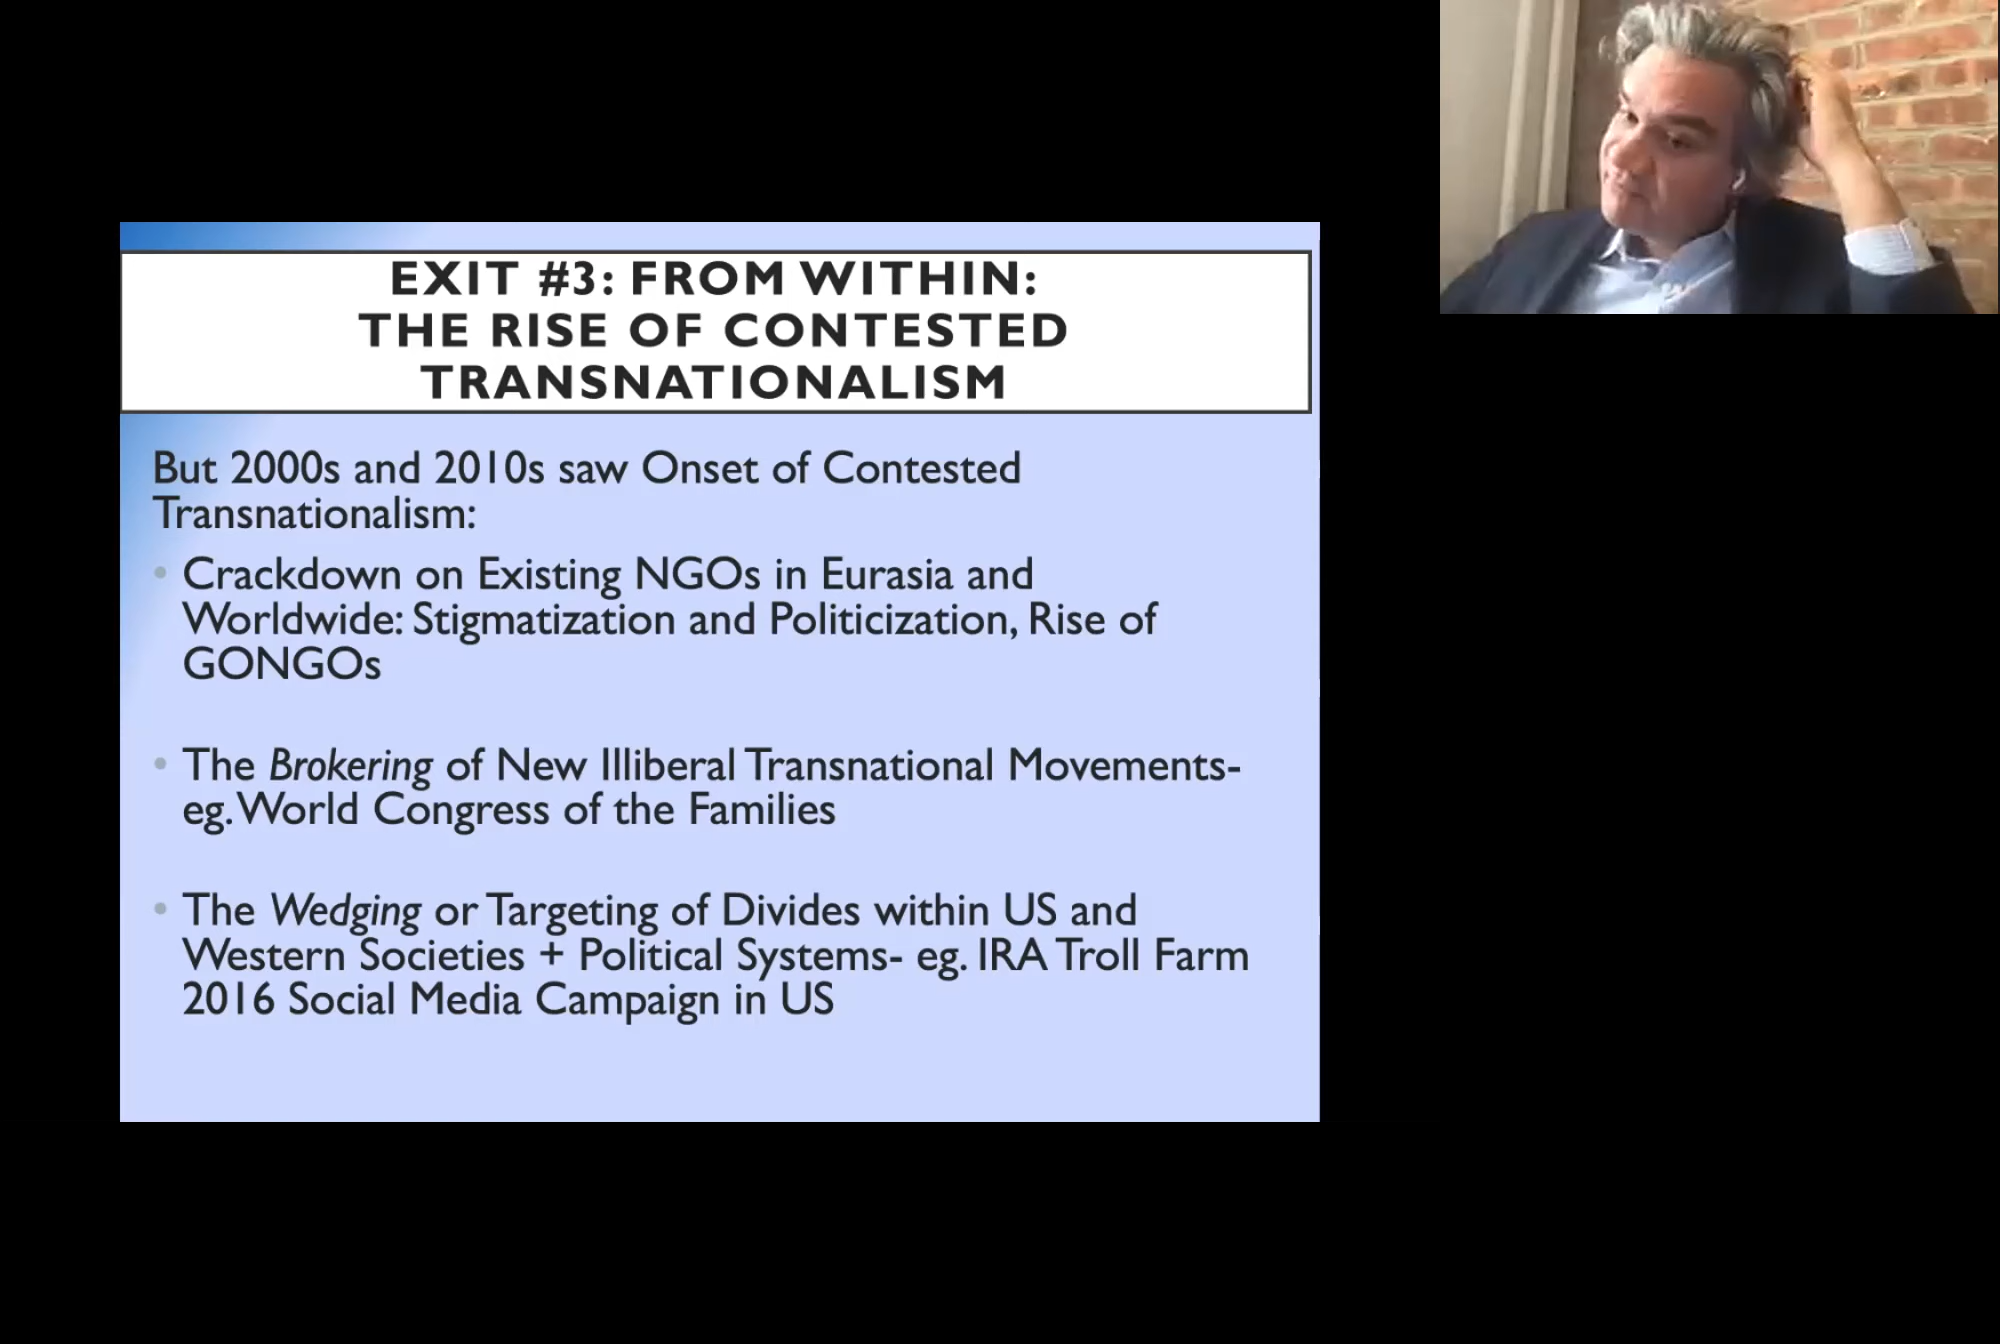 EXIT #3: FROM WITHIN:
THE RISE OF CONTESTED
TRANSNATIONALISM
But 2000s and 2010s saw Onset of Contested
Transnationalism:
• Crackdown on Existing NGOs in Eurasia and
Worldwide: Stigmatization and Politicization, Rise of
GONGOs
• The Brokering of New Illiberal Transnational Movements-
eg. World Congress of the Families
• The Wedging or Targeting of Divides within US and
Western Societies + Political Systems- eg. IRA Troll Farm
2016 Social Media Campaign in US